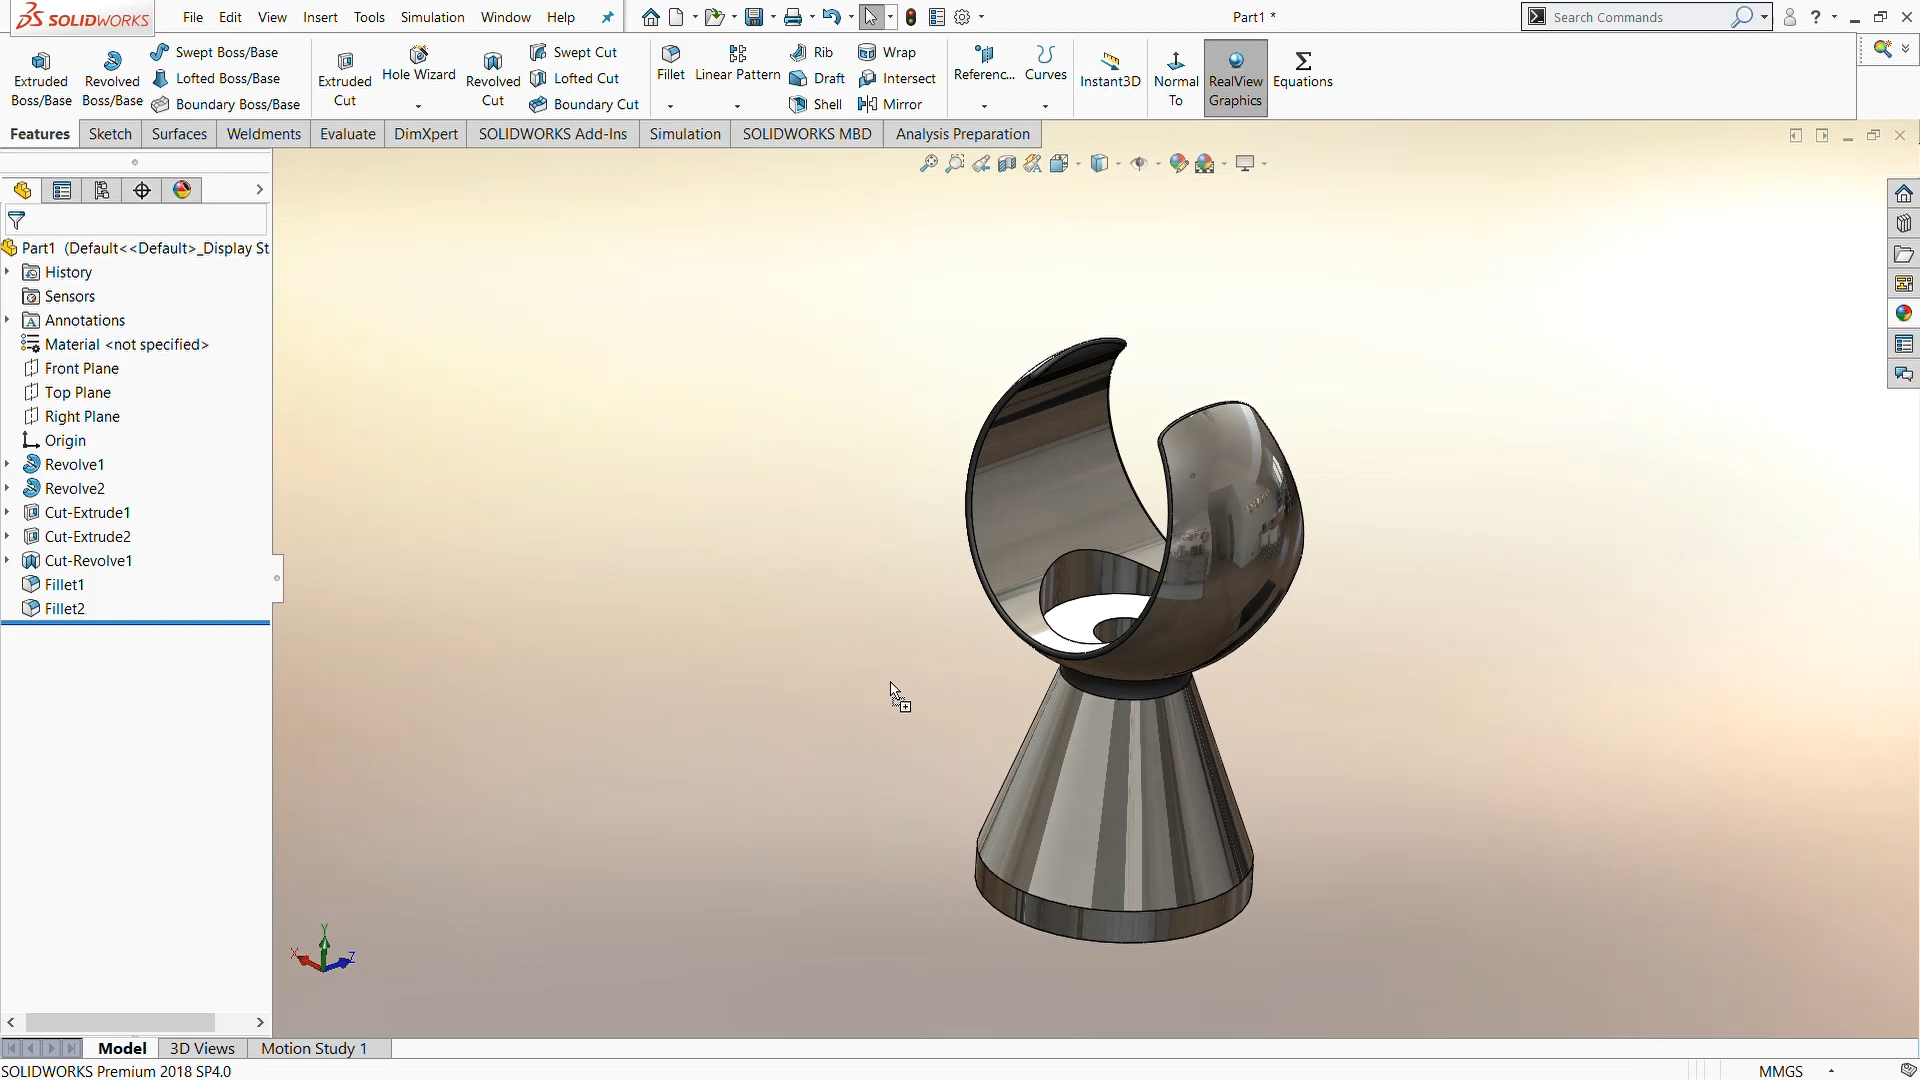 SOLIDWORKS File Edit View Insert Tools Simulation Window Help Part1 * Search Commands ?
Extruded Boss/Base
Revolved Boss/Base
Swept Boss/Base
Lofted Boss/Base
Boundary Boss/Base
Extruded Cut
Hole Wizard
Revolved Cut
Swept Cut
Lofted Cut
Boundary Cut
Fillet
Linear Pattern
Rib
Draft
Shell
Wrap
Intersect
Mirror
Referenc...
Curves
Instant3D
Normal To
RealView Graphics
Equations
Features Sketch Surfaces Weldments Evaluate DimXpert SOLIDWORKS Add-Ins Simulation SOLIDWORKS MBD Analysis Preparation
Part1 (Default<<Default>_Display St
History
Sensors
Annotations
Material <not specified>
Front Plane
Top Plane
Right Plane
Origin
Revolve1
Revolve2
Cut-Extrude1
Cut-Extrude2
Cut-Revolve1
Fillet1
Fillet2
Y
X
Z
Model 3D Views Motion Study 1
SOLIDWORKS Premium 2018 SP4.0 MMGS